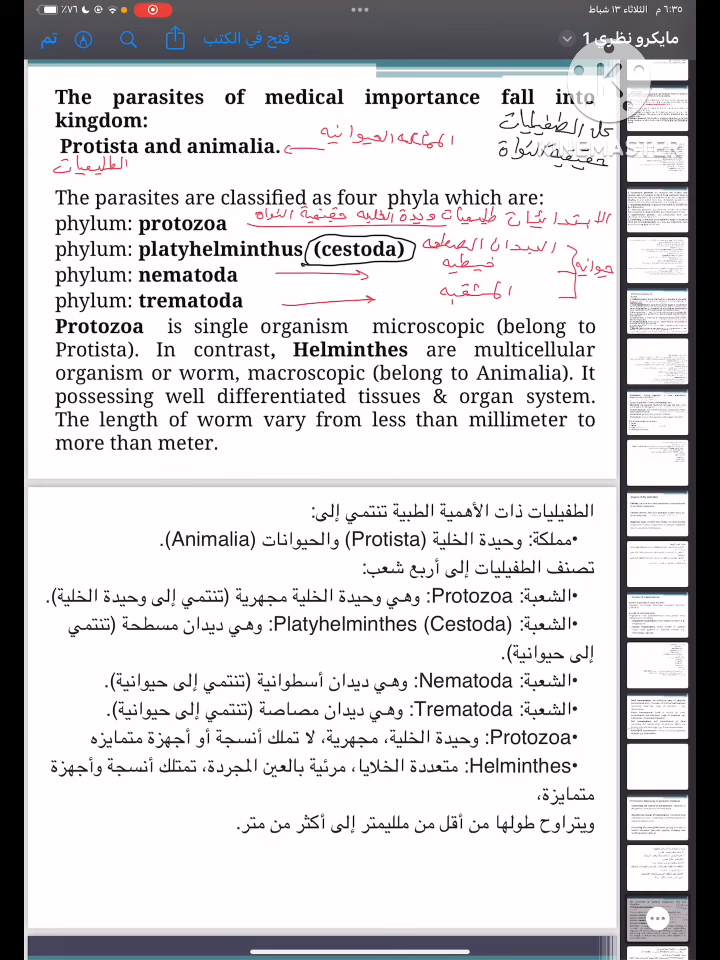 ٦:٣٥ م الثلاثاء ١٣ شباط
٧٦٪
مايكرو نظري 1
فتح في الكتب
تم
The parasites of medical importance fall into
kingdom:
كل الطفيليات
حقيقية النواة
Protista and animalia.
المملكة الحيوانية
الطليعيات
The parasites are classified as four phyla which are:
phylum: protozoa
الابتدائيات طليعيات وحيدة الخلية حقيقية النواة
phylum: platyhelminthus (cestoda)
الديدان
phylum: nematoda
خيطية
حيوانية
phylum: trematoda
المثقبة
Protozoa is single organism microscopic (belong to
Protista). In contrast, Helminthes are multicellular
organism or worm, macroscopic (belong to Animalia). It
possessing well differentiated tissues & organ system.
The length of worm vary from less than millimeter to
more than meter.
الطفيليات ذات الأهمية الطبية تنتمي إلى:
•مملكة: وحيدة الخلية (Protista) والحيوانات (Animalia).
تصنف الطفيليات إلى أربع شعب:
•الشعبة: Protozoa: وهي وحيدة الخلية مجهرية (تنتمي إلى وحيدة الخلية).
•الشعبة: Platyhelminthes (Cestoda): وهي ديدان مسطحة (تنتمي
إلى حيوانية).
•الشعبة: Nematoda: وهي ديدان أسطوانية (تنتمي إلى حيوانية).
•الشعبة: Trematoda: وهي ديدان مصاصة (تنتمي إلى حيوانية).
•Protozoa: وحيدة الخلية، مجهرية، لا تملك أنسجة أو أجهزة متمايزه
•Helminthes: متعددة الخلايا، مرئية بالعين المجردة، تمتلك أنسجة وأجهزة
متمايزة،
ويتراوح طولها من أقل من ملليمتر إلى أكثر من متر.